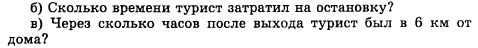 б) Сколько времени турист затратил на остановку?
в) Через сколько часов после выхода турист был в 6 км от
дома?